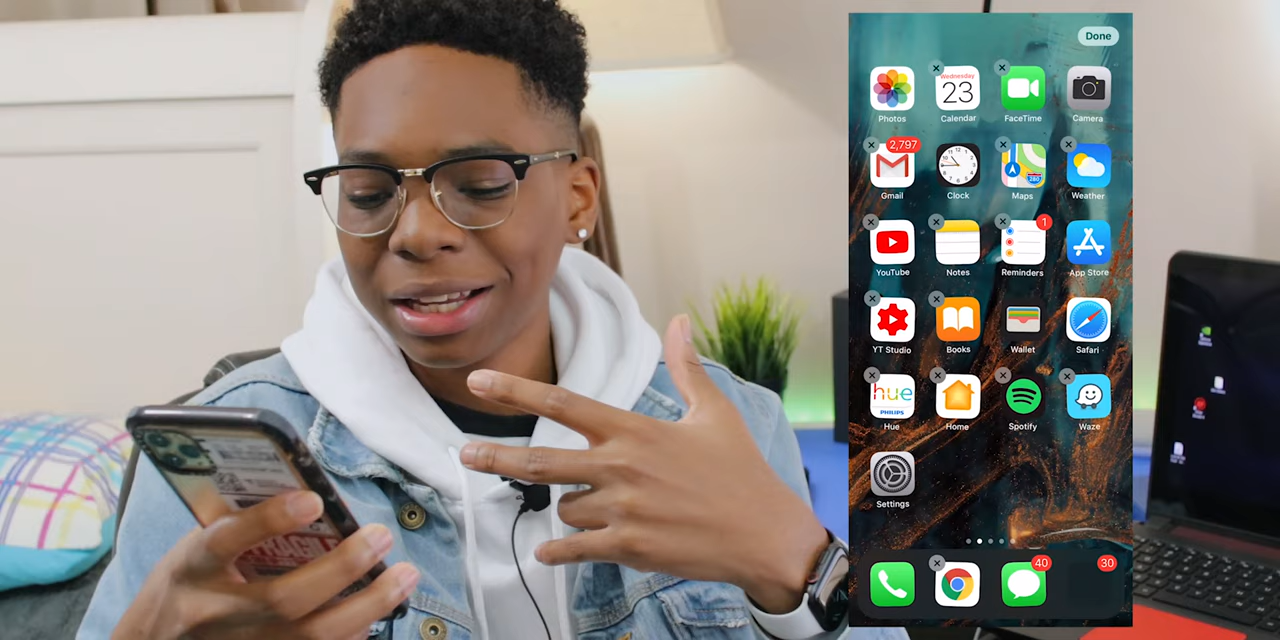 Done
Wednesday
23
Photos
Calendar
FaceTime
Camera
2,797
Gmail
Clock
Maps
Weather
280
1
YouTube
Notes
Reminders
App Store
YT Studio
Books
Wallet
Safari
hue
PHILIPS
Hue
Home
Spotify
Waze
Settings
40
30